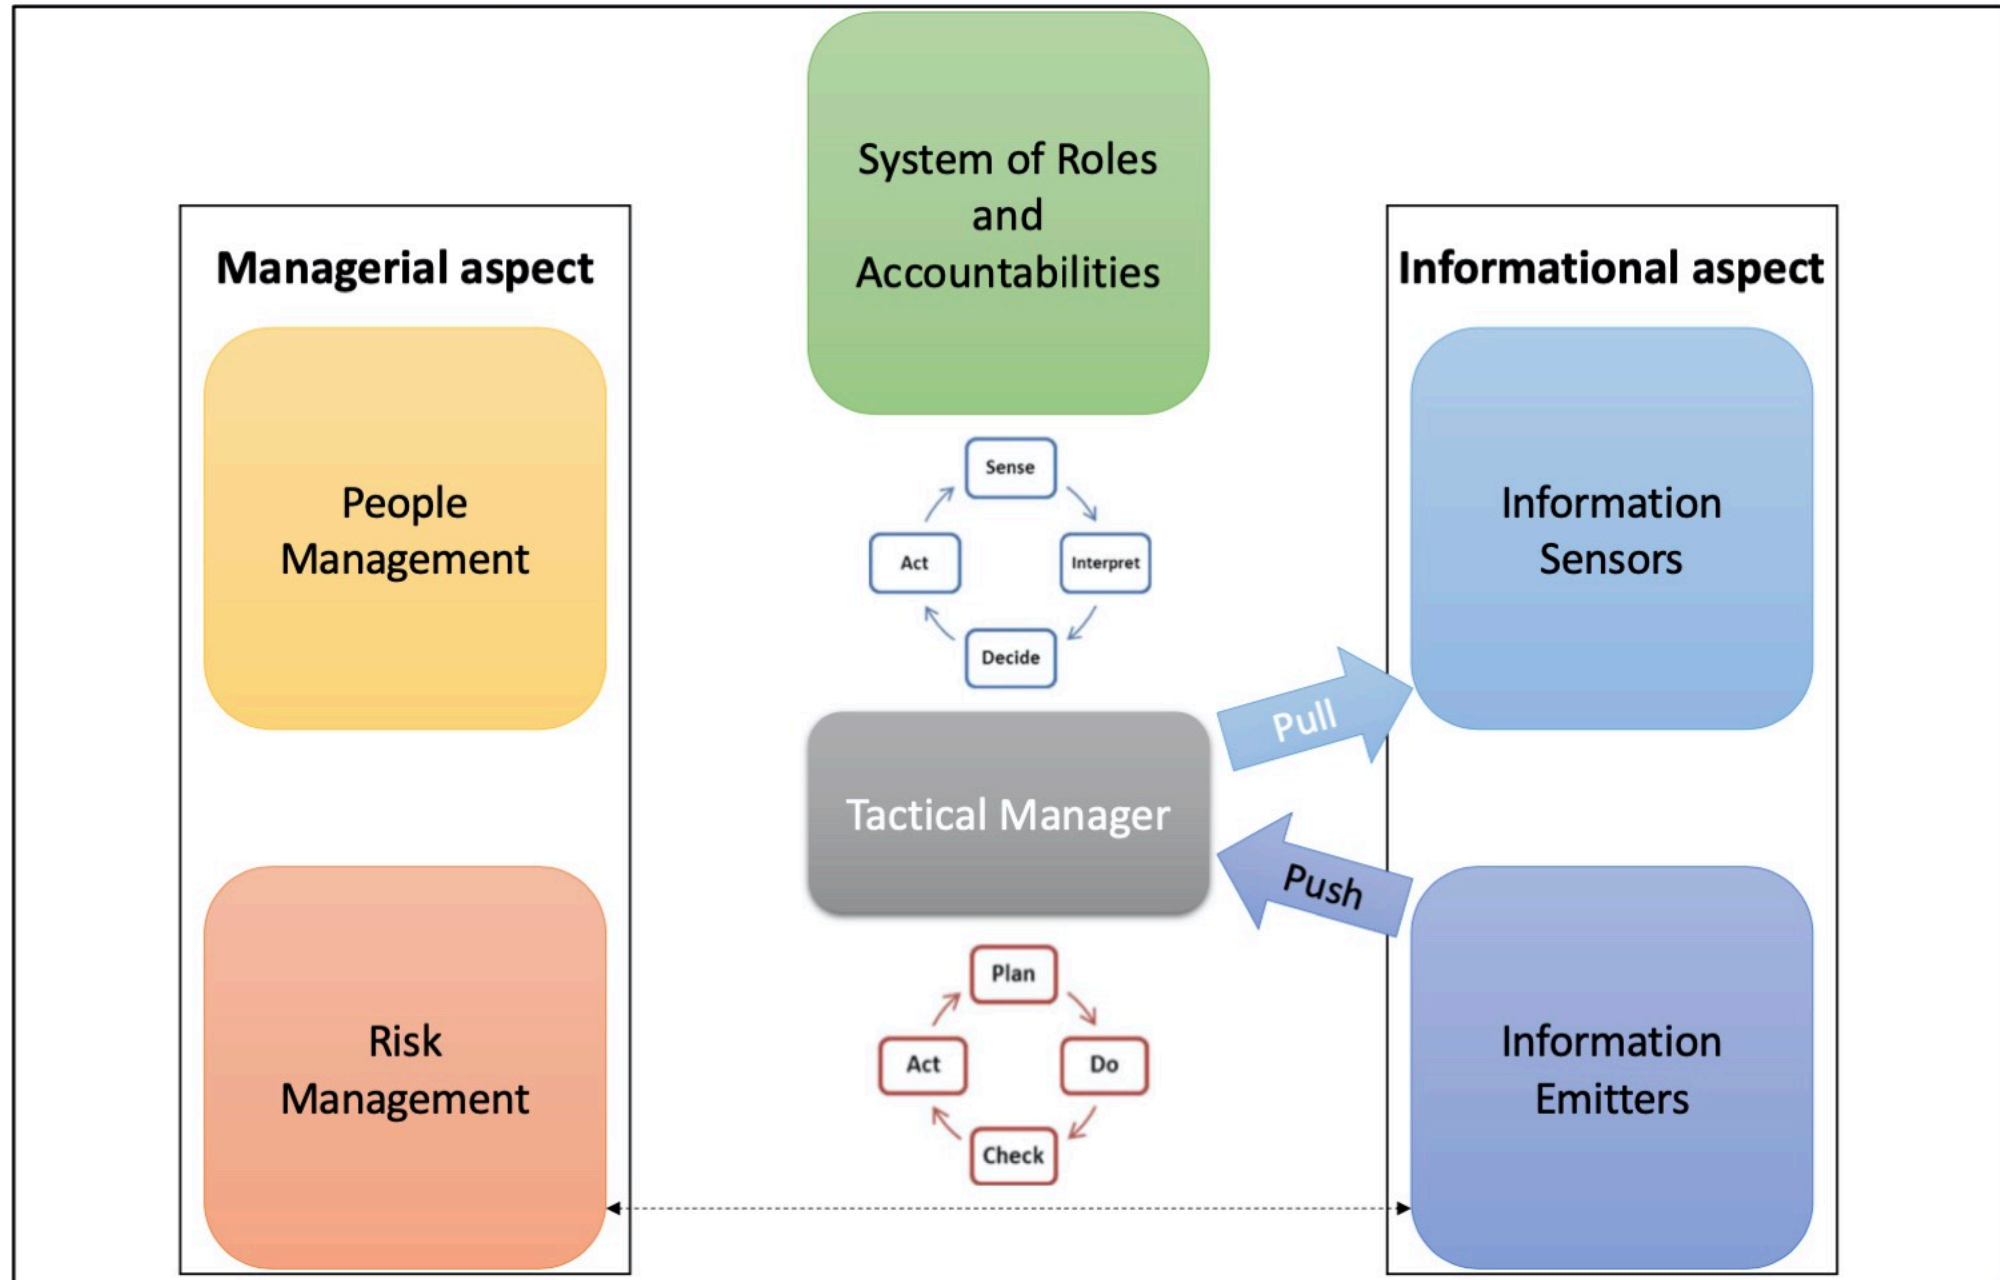 System of Roles
and
Accountabilities
Managerial aspect
People
Management
Risk
Management
Sense
Act
Interpret
Decide
Tactical Manager
Plan
Act
Do
Check
Pull
Push
Informational aspect
Information
Sensors
Information
Emitters